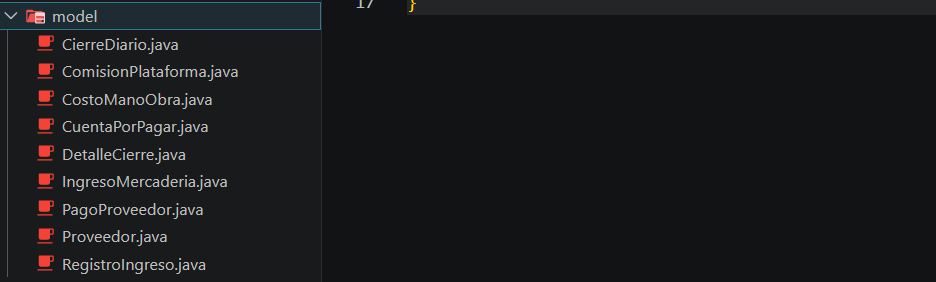 model
17 }
CierreDiario.java
ComisionPlataforma.java
CostoManoObra.java
CuentaPorPagar.java
DetalleCierre.java
IngresoMercaderia.java
PagoProveedor.java
Proveedor.java
RegistroIngreso.java